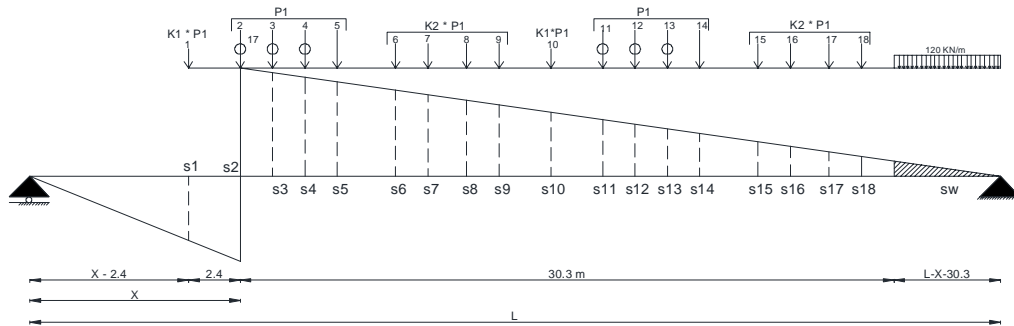 P1
P1
K1 * P1
K2 * P1
K1*P1
K2 * P1
1
2
17
3
4
5
6
7
8
9
10
11
12
13
14
15
16
17
18
120 KN/m
s1
s2
s3
s4
s5
s6
s7
s8
s9
s10
s11
s12
s13
s14
s15
s16
s17
s18
sw
X - 2.4
2.4
30.3 m
L-X-30.3
X
L